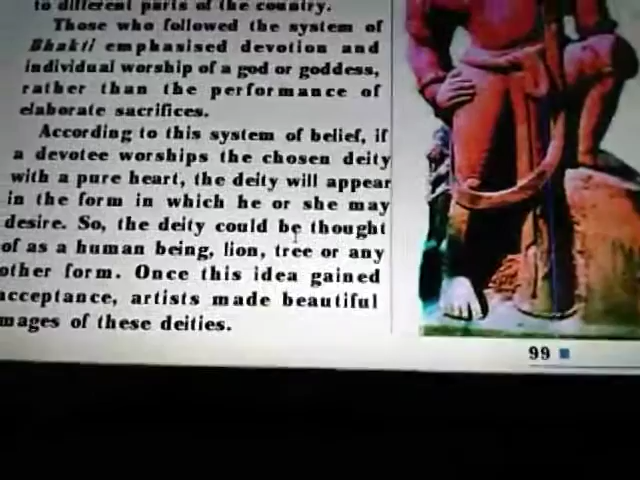 to different parts of the country.
Those who followed the system of
Bhakti emphasised devotion and
individual worship of a god or goddess,
rather than the performance of
elaborate sacrifices.
According to this system of belief, if
a devotee worships the chosen deity
with a pure heart, the deity will appear
in the form in which he or she may
desire. So, the deity could be thought
of as a human being, lion, tree or any
other form. Once this idea gained
acceptance, artists made beautiful
mages of these deities.
99